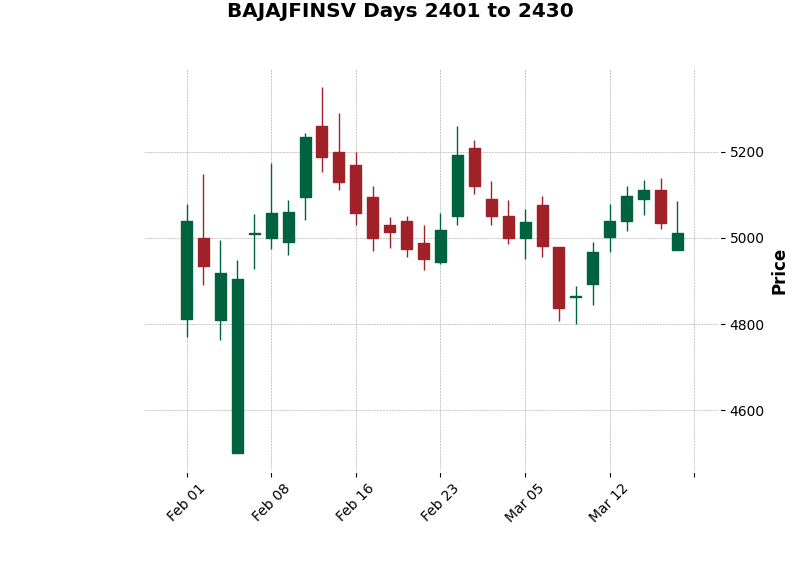 BAJAJFINSV Days 2401 to 2430
5200
5000
4800
4600
Price
Feb 01
Feb 08
Feb 16
Feb 23
Mar 05
Mar 12